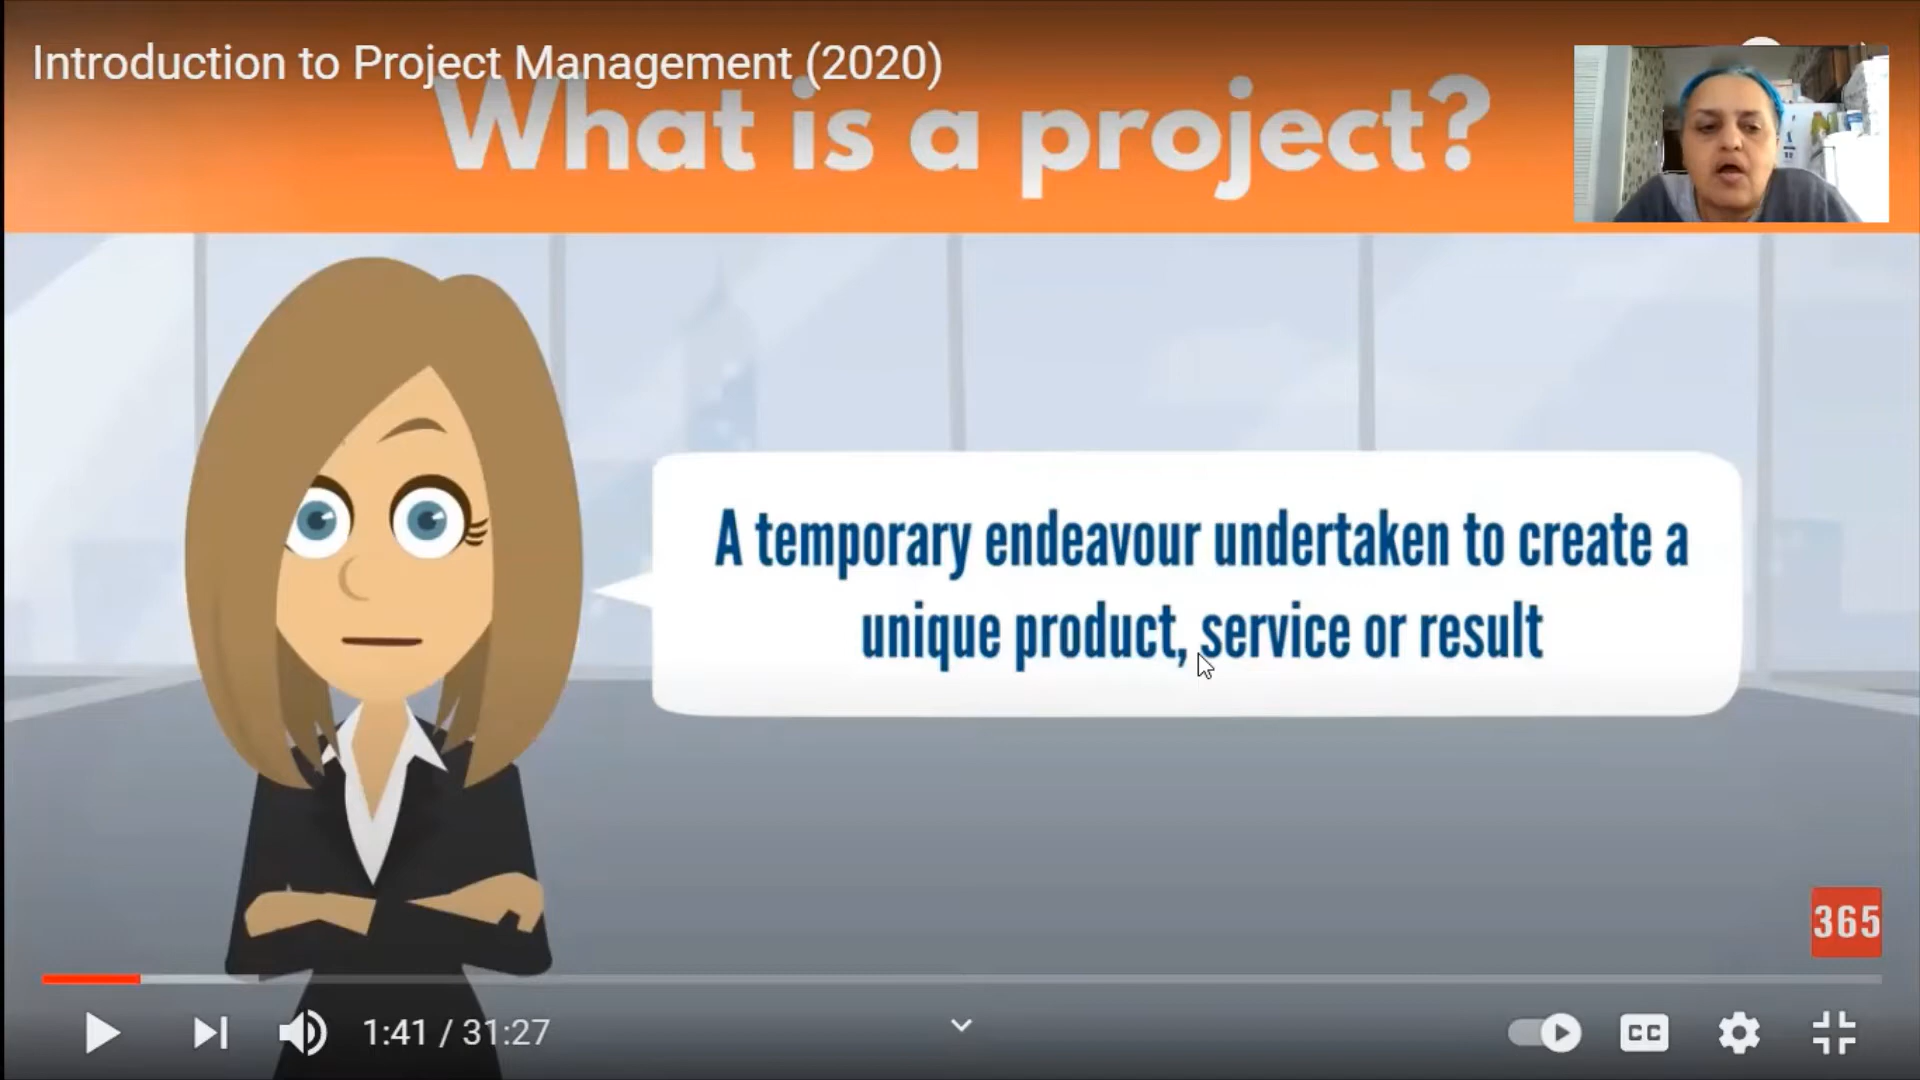 Introduction to Project Management (2020)
What is a project?
A temporary endeavour undertaken to create a
unique product, service or result
365
1:41 / 31:27
CC